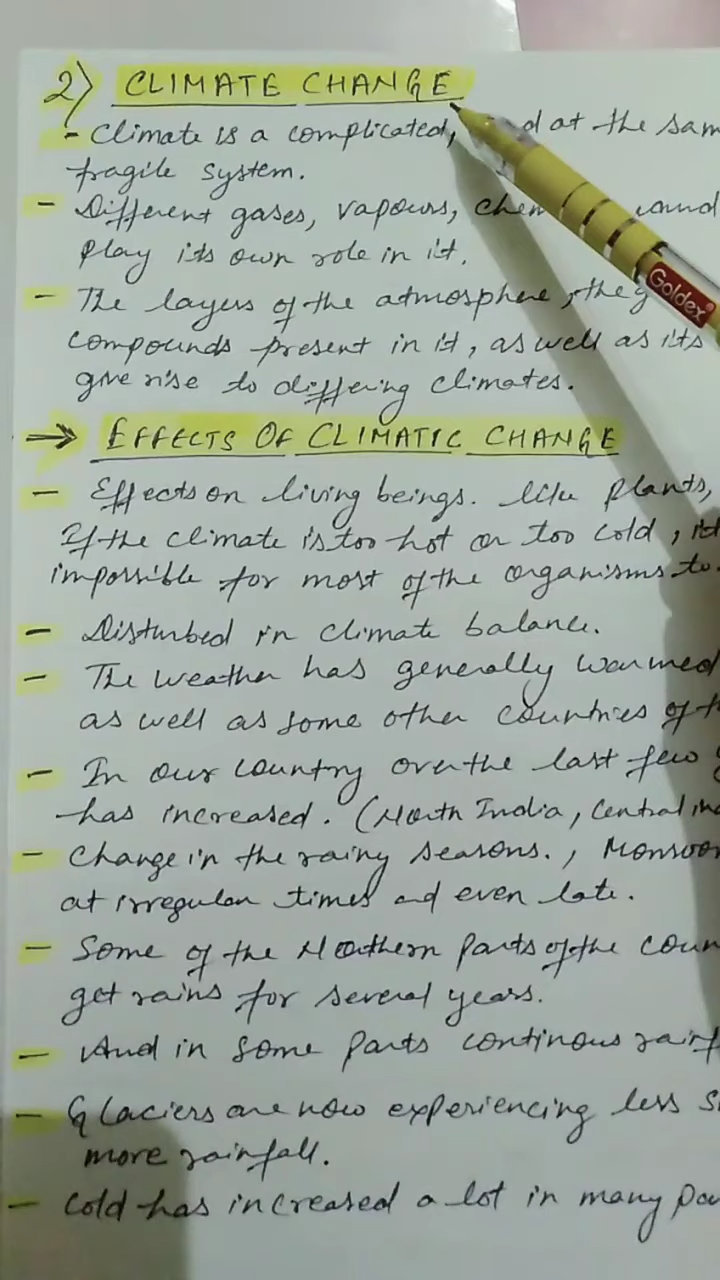 2) CLIMATE CHANGE
- Climate is a complicated, d at the sam
fragile system.
- Different gases, vapours, chem ound
play its own role in it.
- The layers of the atmosphere, the g
compounds present in it, as well as its
give rise to differing climates.
→ EFFECTS OF CLIMATIC CHANGE
- Effects on living beings. like plants,
If the climate is too hot or too cold, it
impossible for most of the organisms to
- Disturbed in climate balance.
- The weather has generally warmed
as well as some other countries of th
- In our country over the last few y
has increased. (North India, Central in
- Change in the rainy seasons., Monsoon
at irregular times and even late.
- Some of the Northern parts of the coun
get rains for several years.
- And in some parts continous rainf
- Glaciers are now experiencing less s
more rainfall.
- Cold has increased a lot in many pa
Goldex